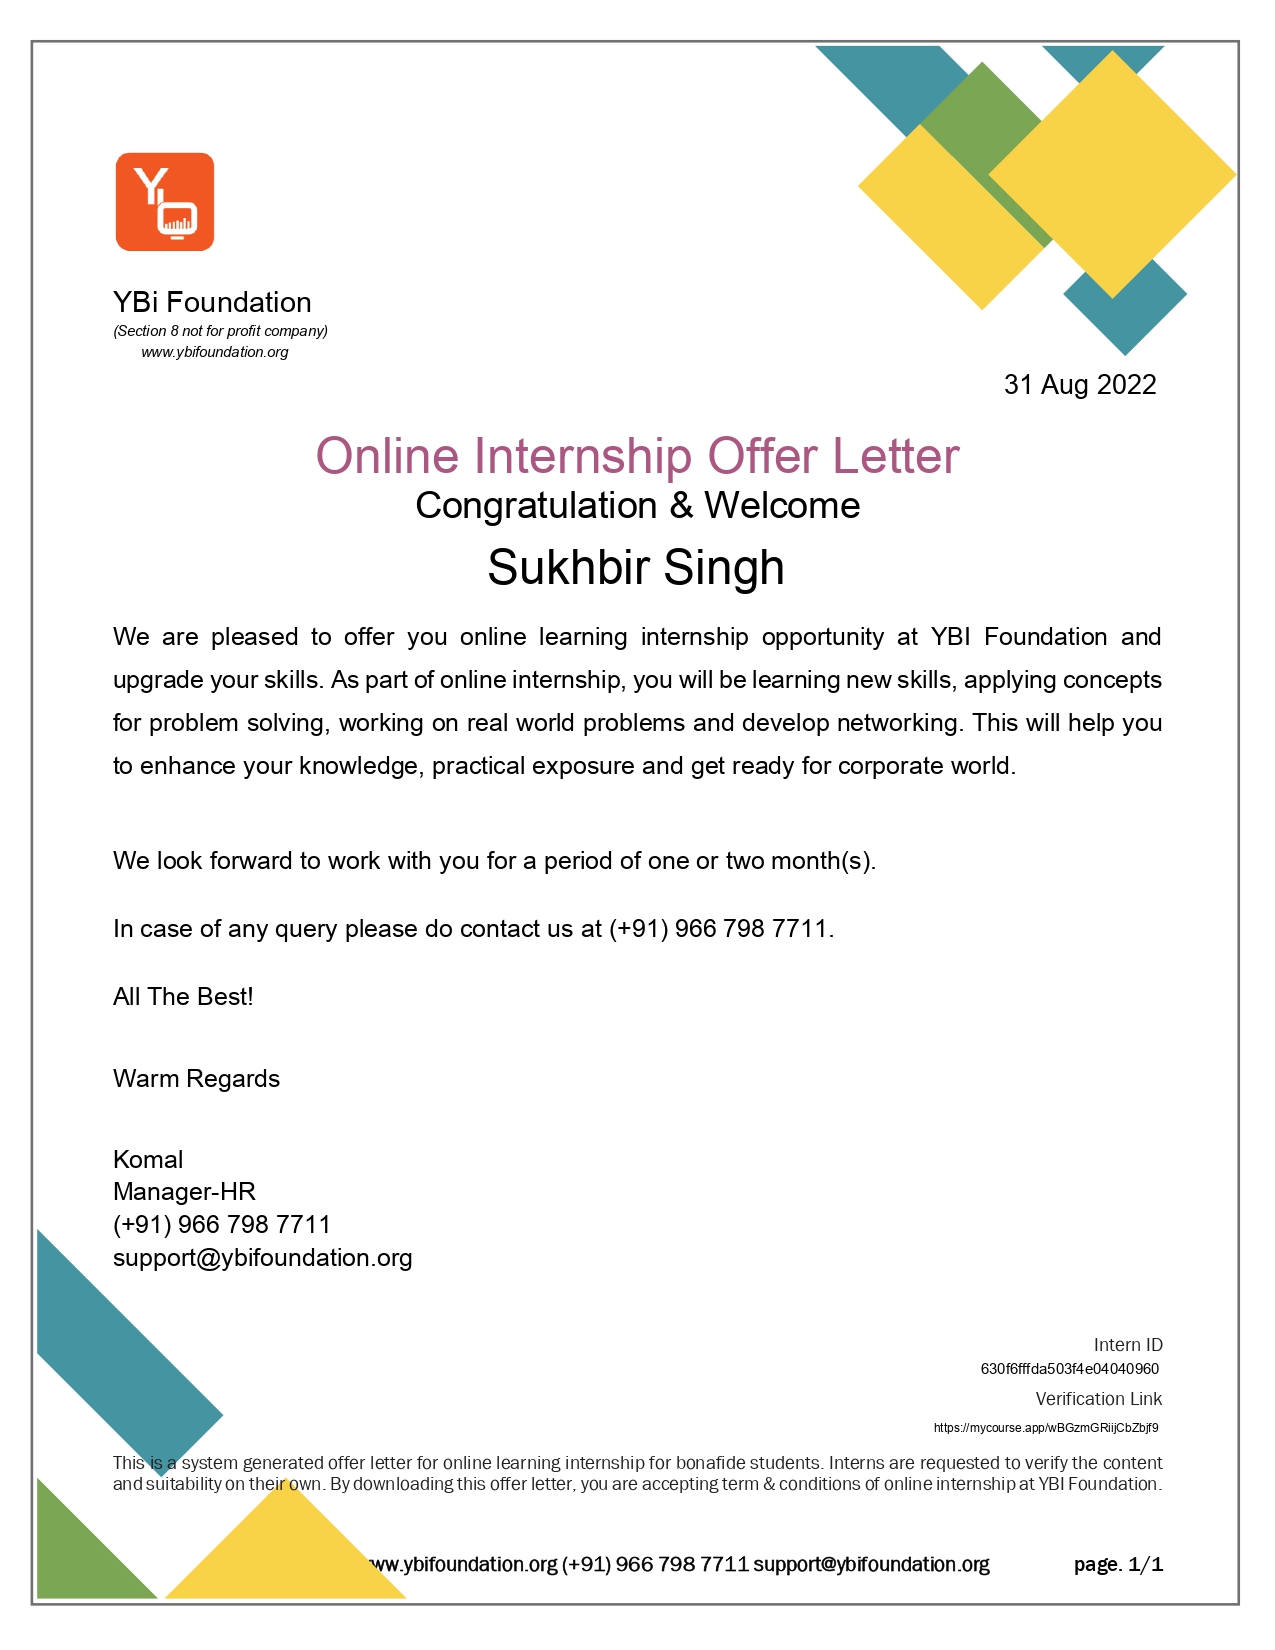 YBi Foundation
(Section 8 not for profit company)
www.ybifoundation.org
31 Aug 2022
Online Internship Offer Letter
Congratulation & Welcome
Sukhbir Singh
We are pleased to offer you online learning internship opportunity at YBI Foundation and
upgrade your skills. As part of online internship, you will be learning new skills, applying concepts
for problem solving, working on real world problems and develop networking. This will help you
to enhance your knowledge, practical exposure and get ready for corporate world.
We look forward to work with you for a period of one or two month(s).
In case of any query please do contact us at (+91) 966 798 7711.
All The Best!
Warm Regards
Komal
Manager-HR
(+91) 966 798 7711
support@ybifoundation.org
Intern ID
630f6fffda503f4e04040960
Verification Link
https://mycourse.app/wBGzmGRiijCbZbjf9
This is a system generated offer letter for online learning internship for bonafide students. Interns are requested to verify the content
and suitability on their own. By downloading this offer letter, you are accepting term & conditions of online internship at YBI Foundation.
www.ybifoundation.org (+91) 966 798 7711 support@ybifoundation.org page. 1/1